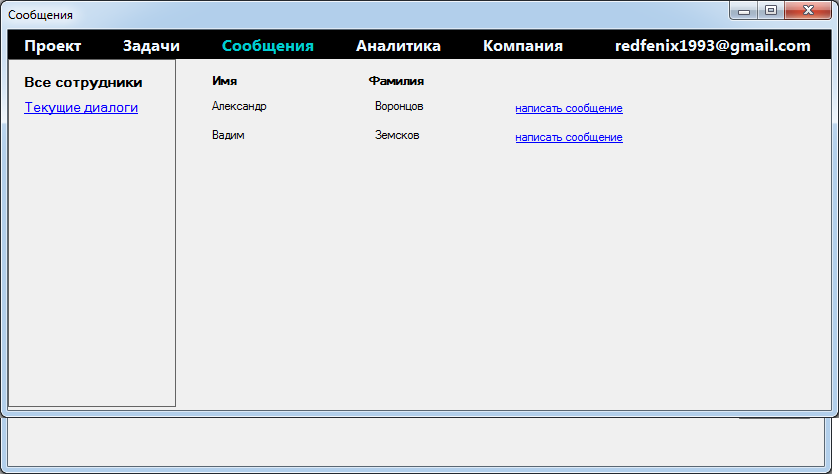 Сообщения
Проект Задачи Сообщения Аналитика Компания redfenix1993@gmail.com
Все сотрудники
Текущие диалоги
Имя Фамилия
Александр Воронцов написать сообщение
Вадим Земсков написать сообщение